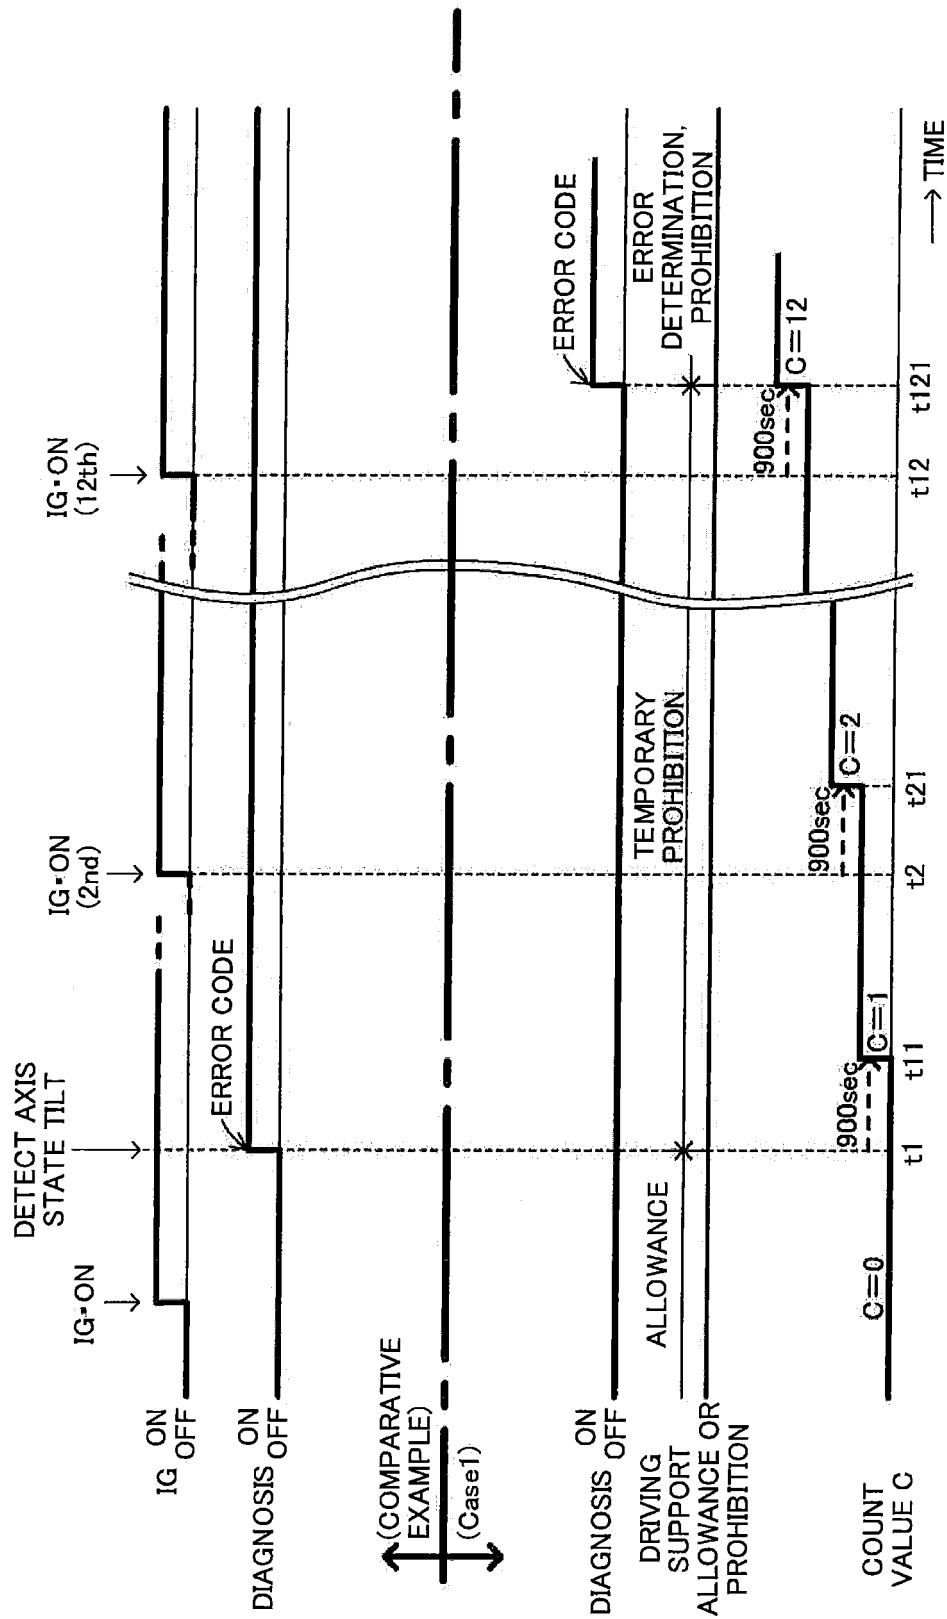 DETECT AXIS
STATE TILT
IG・ON
IG・ON
(2nd)
IG・ON
(12th)
IG
ON
OFF
ERROR CODE
DIAGNOSIS
ON
OFF
(COMPARATIVE
EXAMPLE)
(Case1)
ERROR CODE
DIAGNOSIS
ON
OFF
DRIVING
SUPPORT
ALLOWANCE OR
PROHIBITION
ALLOWANCE
TEMPORARY
PROHIBITION
ERROR
DETERMINATION,
PROHIBITION
COUNT
VALUE C
C=0
900sec
C=1
900sec
C=2
900sec
C=12
t1
t11
t2
t21
t12
t121
→ TIME